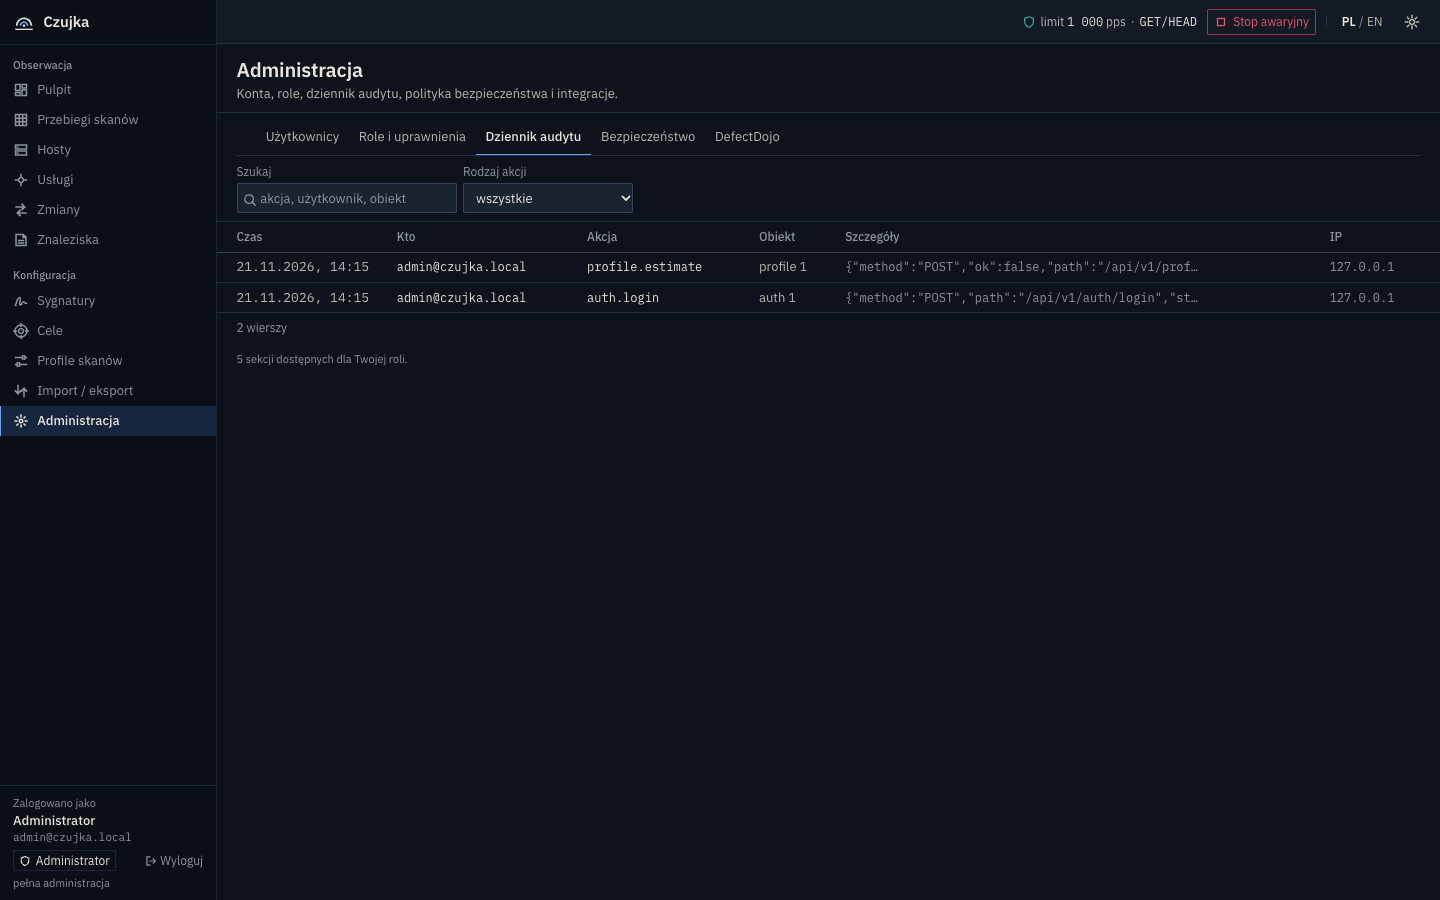 Czujka
limit 1 000 pps · GET/HEAD
Stop awaryjny
PL / EN
Obserwacja
Pulpit
Przebiegi skanów
Hosty
Usługi
Zmiany
Znaleziska
Konfiguracja
Sygnatury
Cele
Profile skanów
Import / eksport
Administracja
Zalogowano jako
Administrator
admin@czujka.local
Administrator
Wyloguj
pełna administracja
Administracja
Konta, role, dziennik audytu, polityka bezpieczeństwa i integracje.
Użytkownicy Role i uprawnienia Dziennik audytu Bezpieczeństwo DefectDojo
Szukaj Rodzaj akcji
akcja, użytkownik, obiekt wszystkie
Czas Kto Akcja Obiekt Szczegóły IP
21.11.2026, 14:15 admin@czujka.local profile.estimate profile 1 {"method":"POST","ok":false,"path":"/api/v1/prof… 127.0.0.1
21.11.2026, 14:15 admin@czujka.local auth.login auth 1 {"method":"POST","path":"/api/v1/auth/login","st… 127.0.0.1
2 wierszy
5 sekcji dostępnych dla Twojej roli.